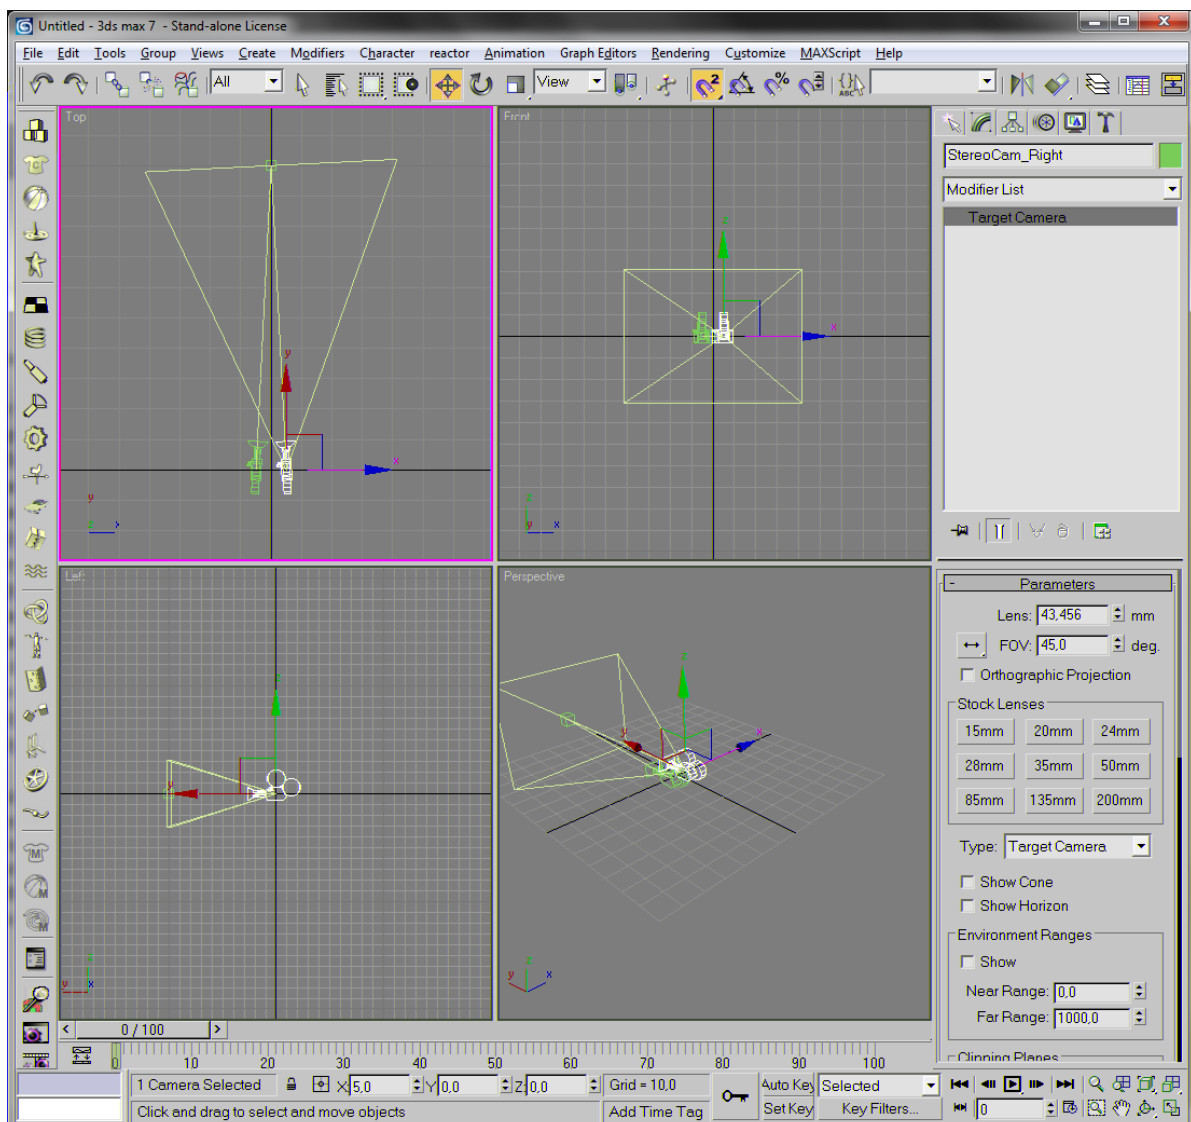 Untitled - 3ds max 7 - Stand-alone License
File Edit Tools Group Views Create Modifiers Character reactor Animation Graph Editors Rendering Customize MAXScript Help
All
View
ABC
Top
Front
StereoCam_Right
Modifier List
Target Camera
z
x
y
x
y
z
x
z
y
x
Left
Perspective
Parameters
Lens: 43,456 mm
FOV: 45,0 deg.
Orthographic Projection
Stock Lenses
15mm 20mm 24mm
28mm 35mm 50mm
85mm 135mm 200mm
Type: Target Camera
Show Cone
Show Horizon
Environment Ranges
Show
Near Range: 0,0
Far Range: 1000,0
Clipping Planes
z
y
z
y
x
z
y
x
z
y
x
M
M
M
0 / 100
0 10 20 30 40 50 60 70 80 90 100
1 Camera Selected X: 5,0 Y: 0,0 Z: 0,0 Grid = 10,0 Auto Key Selected
Click and drag to select and move objects Add Time Tag Set Key Key Filters... 0